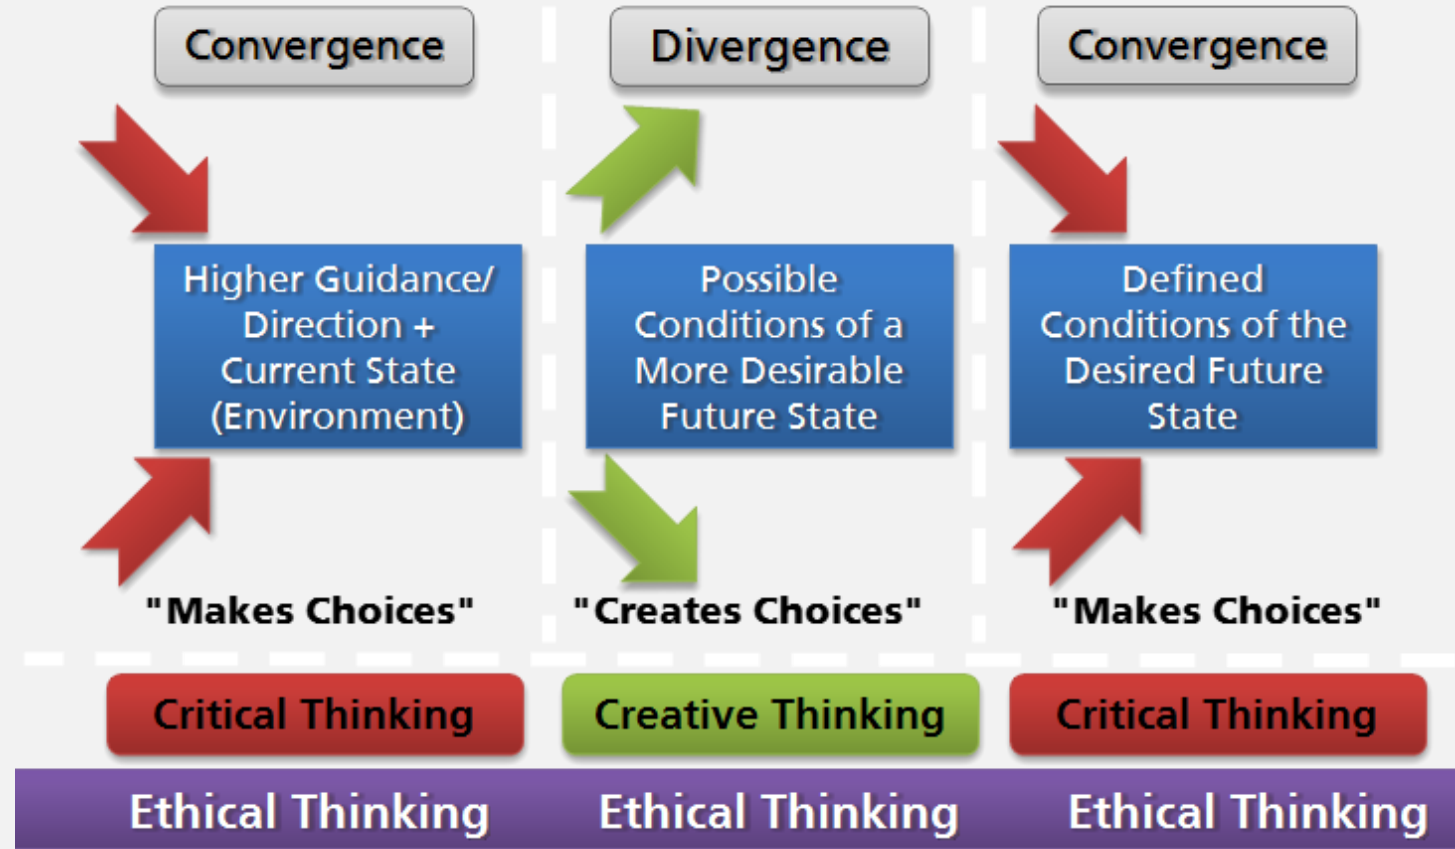 Convergence
Divergence
Convergence
Higher Guidance/
Direction +
Current State
(Environment)
Possible
Conditions of a
More Desirable
Future State
Defined
Conditions of the
Desired Future
State
"Makes Choices"
"Creates Choices"
"Makes Choices"
Critical Thinking
Creative Thinking
Critical Thinking
Ethical Thinking
Ethical Thinking
Ethical Thinking